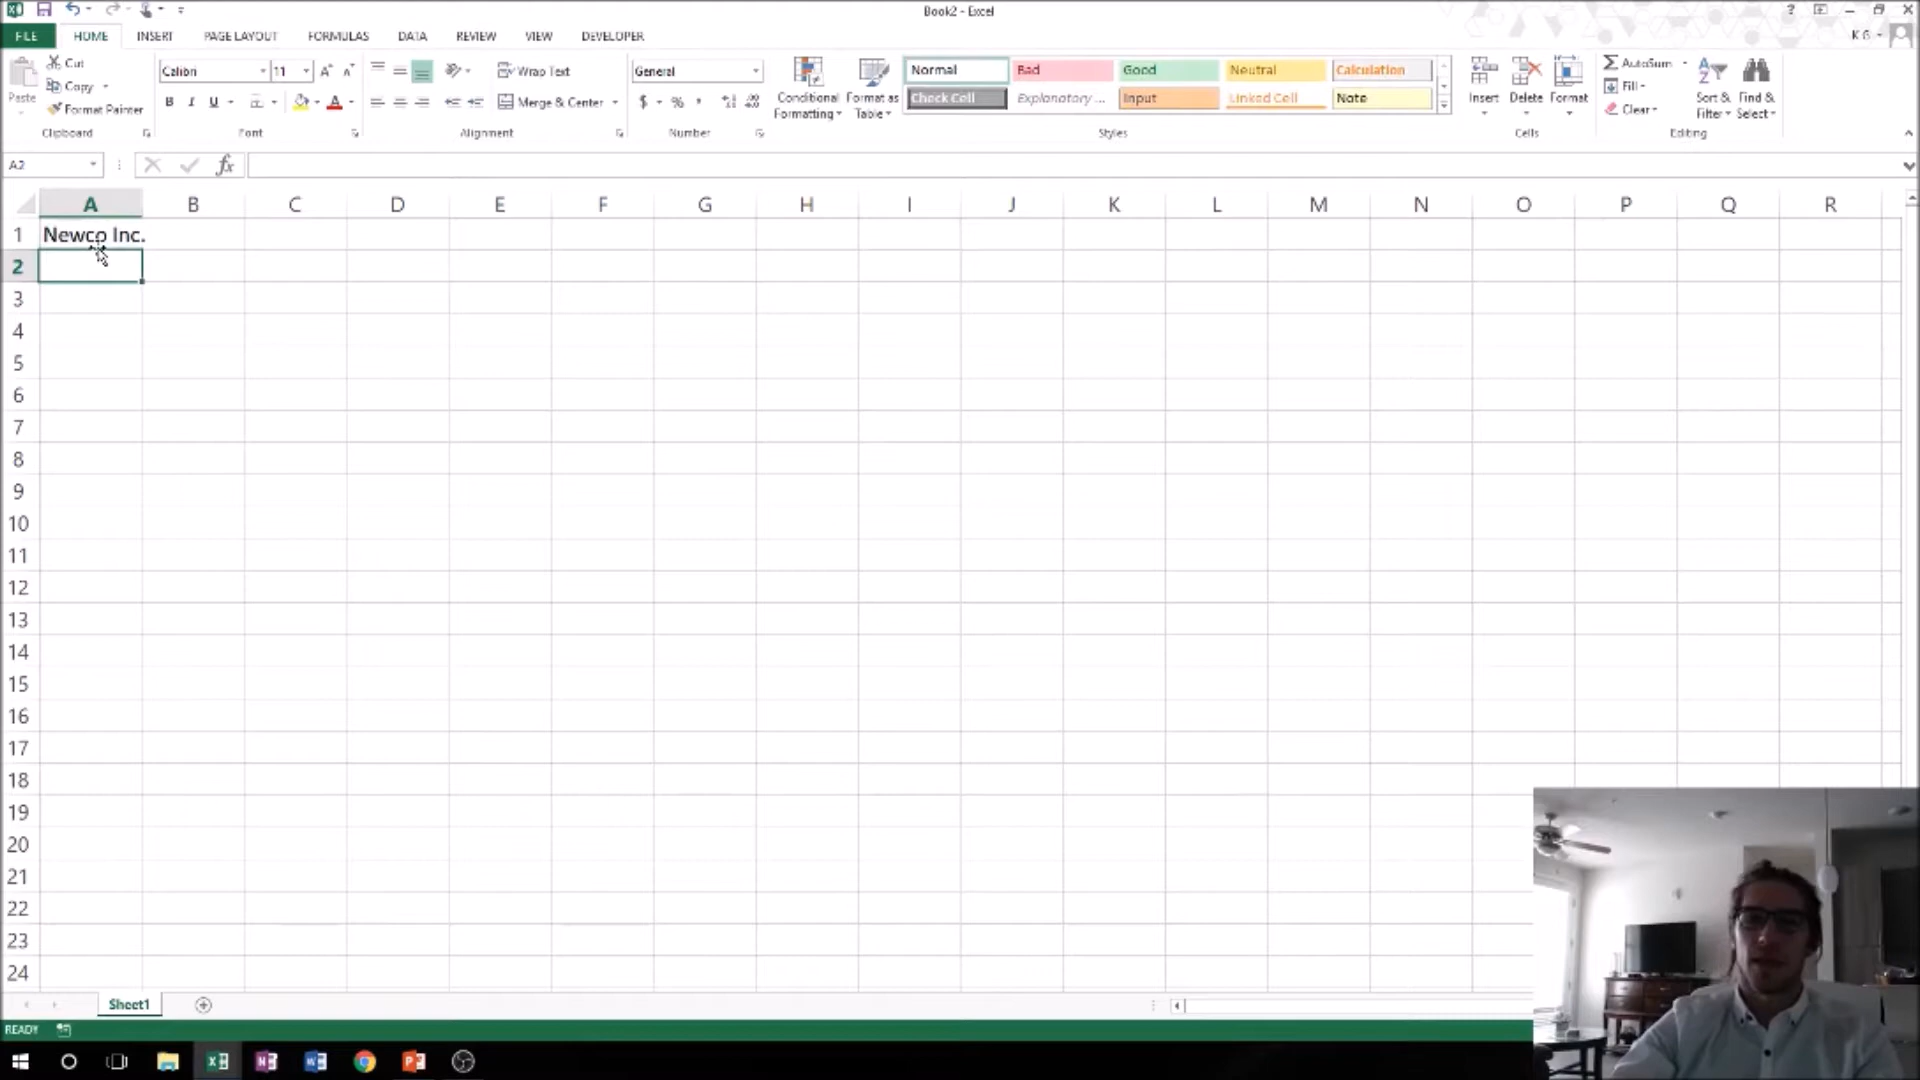 Book2 - Excel
FILE HOME INSERT PAGE LAYOUT FORMULAS DATA REVIEW VIEW DEVELOPER K G
Cut
Copy
Format Painter
Paste
Clipboard
Calibri 11
B I U
Font
Wrap Text
Merge & Center
Alignment
General
$ % ,
Number
Conditional Formatting
Format as Table
Normal Bad Good Neutral Calculation
Check Cell Explanatory ... Input Linked Cell Note
Styles
Insert Delete Format
Cells
AutoSum
Fill
Clear
Sort & Filter
Find & Select
Editing
A2
fx
A B C D E F G H I J K L M N O P Q R
1 Newco Inc.
2
3
4
5
6
7
8
9
10
11
12
13
14
15
16
17
18
19
20
21
22
23
24
Sheet1
READY